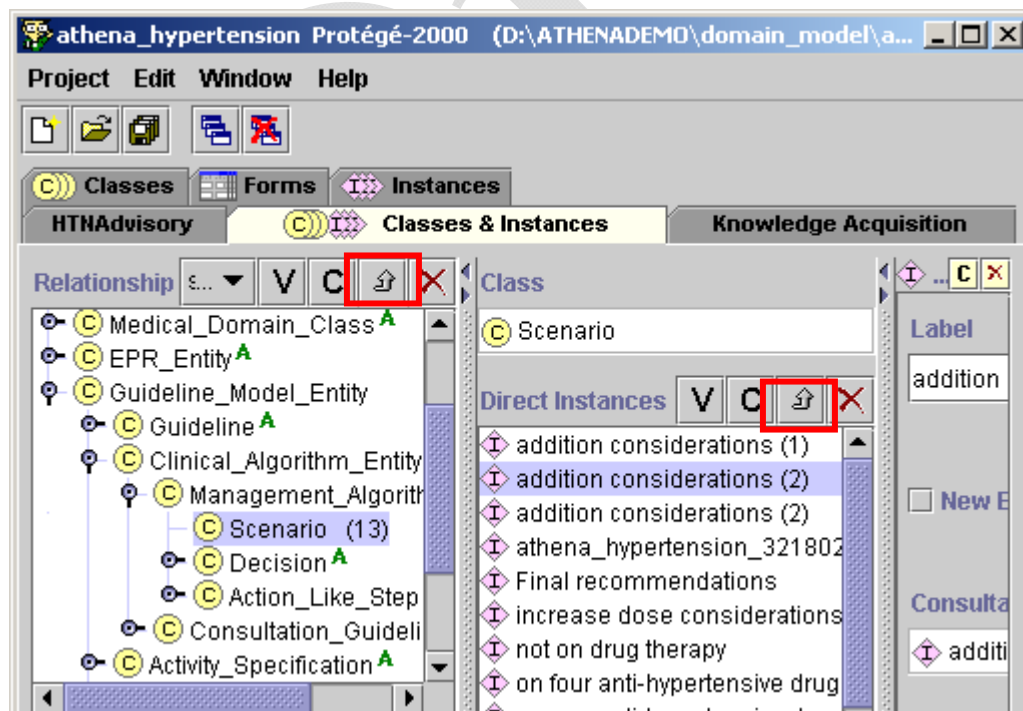 athena_hypertension Protégé-2000 (D:\ATHENADEMO\domain_model\a...
Project Edit Window Help
C Classes Forms I Instances
HTNAdvisory C I Classes & Instances Knowledge Acquisition
Relationship s... V C
C Medical_Domain_Class A
C EPR_Entity A
C Guideline_Model_Entity
C Guideline A
C Clinical_Algorithm_Entity
C Management_Algorith
C Scenario (13)
C Decision A
C Action_Like_Step
C Consultation_Guideli
C Activity_Specification A
Class
C Scenario
Direct Instances V C
I addition considerations (1)
I addition considerations (2)
I addition considerations (2)
I athena_hypertension_321802
I Final recommendations
I increase dose considerations
I not on drug therapy
I on four anti-hypertensive drug
I ... C
Label
addition
New E
Consulta
I additi